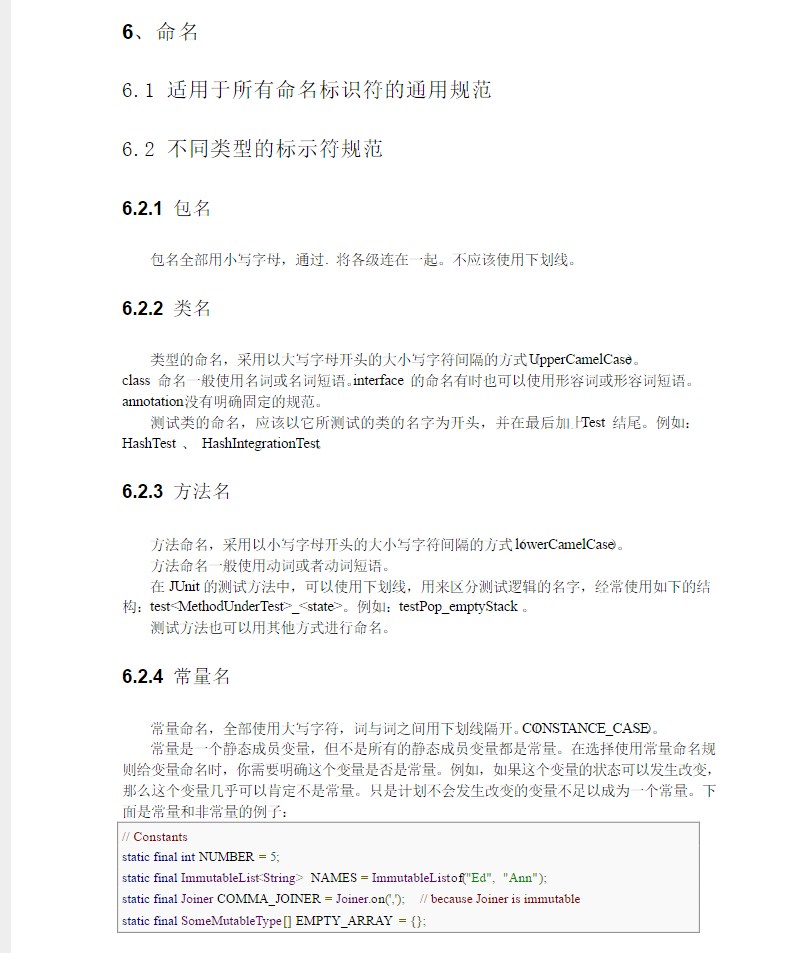 6、命名
6.1 适用于所有命名标识符的通用规范
6.2 不同类型的标示符规范
6.2.1 包名
包名全部用小写字母，通过. 将各级连在一起。不应该使用下划线。
6.2.2 类名
类型的命名，采用以大写字母开头的大小写字符间隔的方式(UpperCamelCase)。
class 命名一般使用名词或名词短语。interface 的命名有时也可以使用形容词或形容词短语。
annotation没有明确固定的规范。
测试类的命名，应该以它所测试的类的名字为开头，并在最后加上Test 结尾。例如：
HashTest 、 HashIntegrationTest.
6.2.3 方法名
方法命名，采用以小写字母开头的大小写字符间隔的方式(lowerCamelCase)。
方法命名一般使用动词或者动词短语。
在 JUnit 的测试方法中，可以使用下划线，用来区分测试逻辑的名字，经常使用如下的结
构：test<MethodUnderTest>_<state>。例如：testPop_emptyStack 。
测试方法也可以用其他方式进行命名。
6.2.4 常量名
常量命名，全部使用大写字符，词与词之间用下划线隔开。(CONSTANCE_CASE)。
常量是一个静态成员变量，但不是所有的静态成员变量都是常量。在选择使用常量命名规
则给变量命名时，你需要明确这个变量是否是常量。例如，如果这个变量的状态可以发生改变，
那么这个变量几乎可以肯定不是常量。只是计划不会发生改变的变量不足以成为一个常量。下
面是常量和非常量的例子：
// Constants
static final int NUMBER = 5;
static final ImmutableList<String> NAMES = ImmutableList.of("Ed", "Ann");
static final Joiner COMMA_JOINER = Joiner.on(','); // because Joiner is immutable
static final SomeMutableType[] EMPTY_ARRAY = {};